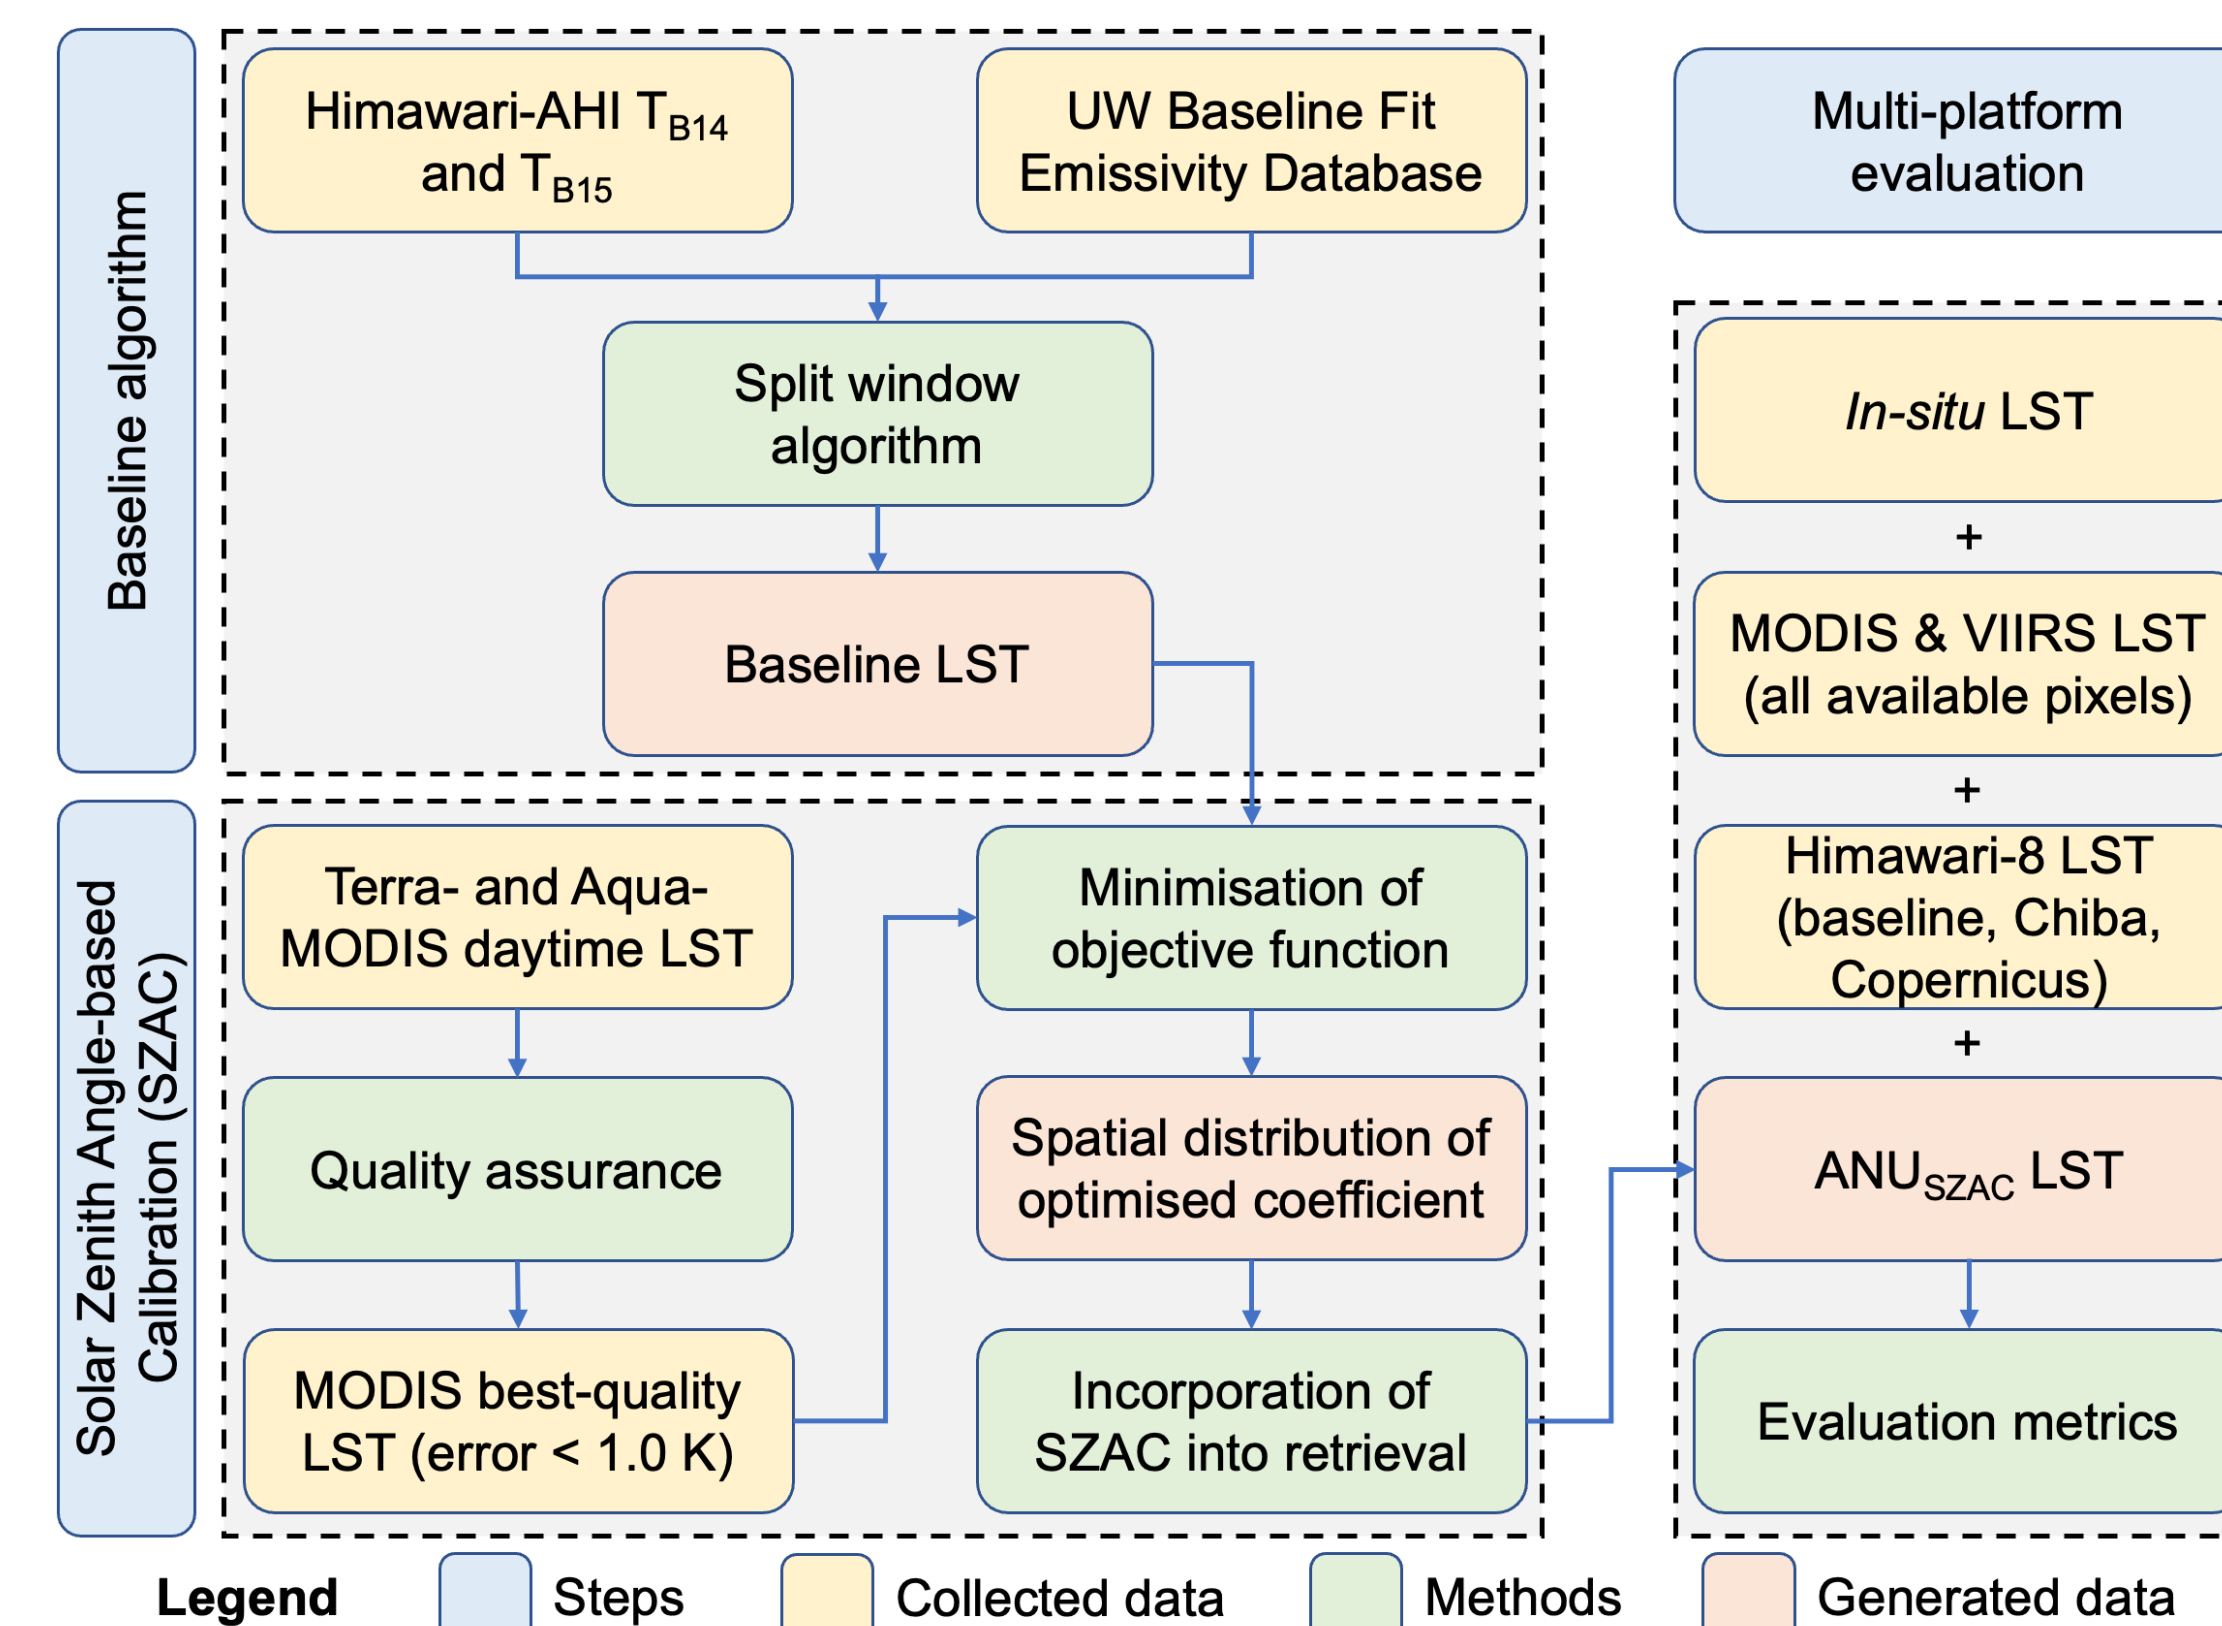 Baseline algorithm
Himawari-AHI T_B14
and T_B15
UW Baseline Fit
Emissivity Database
Split window
algorithm
Baseline LST
Solar Zenith Angle-based
Calibration (SZAC)
Terra- and Aqua-
MODIS daytime LST
Quality assurance
MODIS best-quality
LST (error < 1.0 K)
Minimisation of
objective function
Spatial distribution of
optimised coefficient
Incorporation of
SZAC into retrieval
Multi-platform
evaluation
In-situ LST
+
MODIS & VIIRS LST
(all available pixels)
+
Himawari-8 LST
(baseline, Chiba,
Copernicus)
+
ANU_SZAC LST
Evaluation metrics
Legend
Steps
Collected data
Methods
Generated data